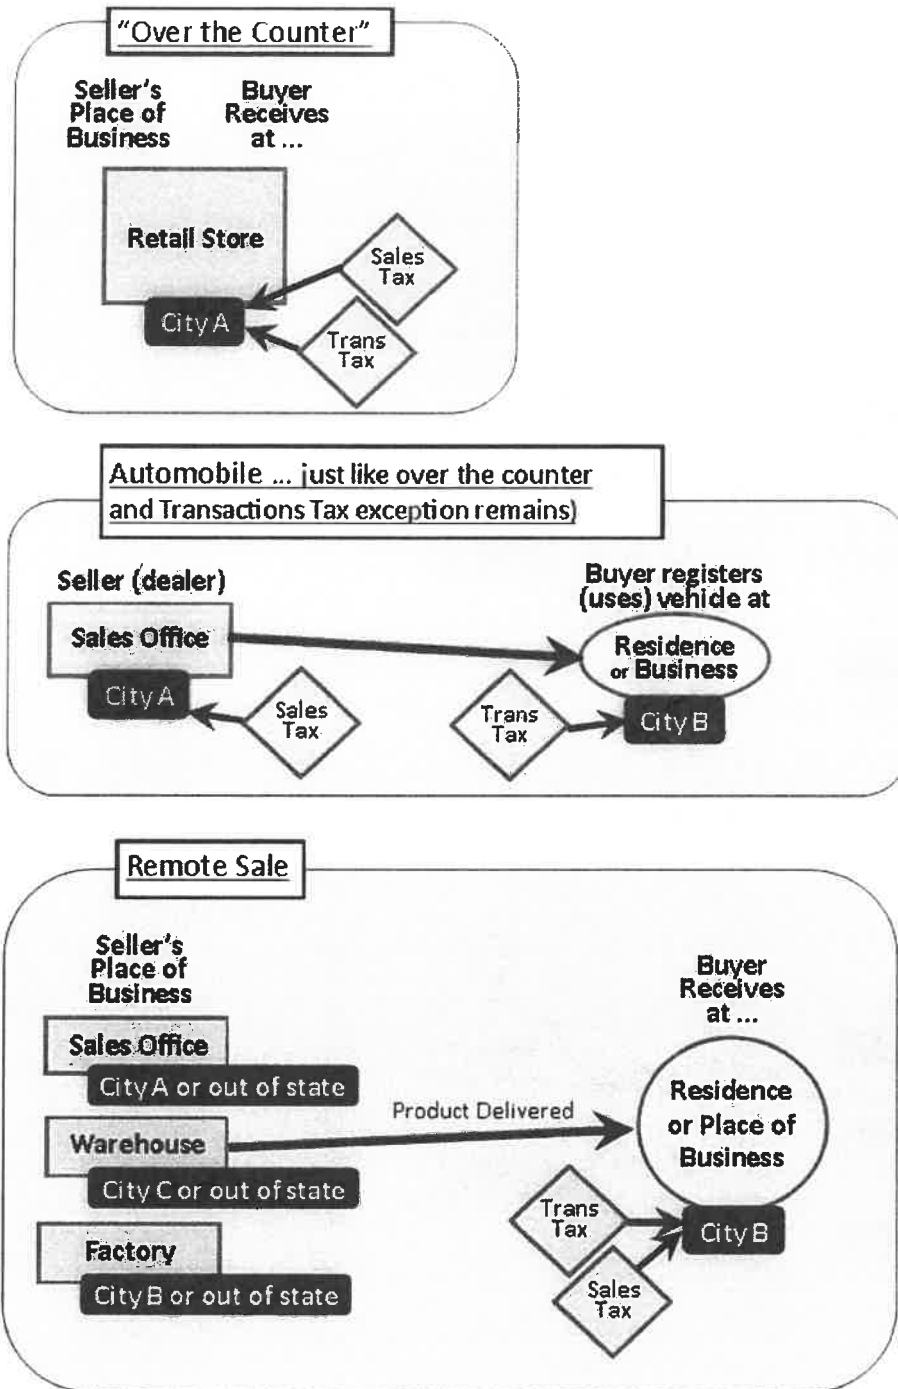 "Over the Counter"
Seller's
Place of
Business
Buyer
Receives
at ...
Retail Store
Sales
Tax
City A
Trans
Tax
Automobile ... just like over the counter
and Transactions Tax exception remains)
Seller (dealer)
Buyer registers
(uses) vehicle at
Sales Office
Residence
or Business
City A
Sales
Tax
Trans
Tax
City B
Remote Sale
Seller's
Place of
Business
Buyer
Receives
at ...
Sales Office
City A or out of state
Product Delivered
Residence
or Place of
Business
Warehouse
City C or out of state
Trans
Tax
City B
Factory
City B or out of state
Sales
Tax